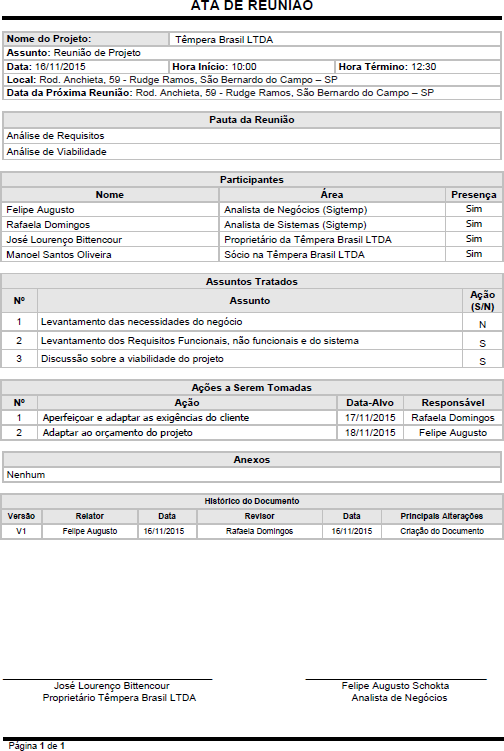 ATA DE REUNIÃO
Nome do Projeto: Têmpera Brasil LTDA
Assunto: Reunião de Projeto
Data: 16/11/2015 Hora Início: 10:00 Hora Término: 12:30
Local: Rod. Anchieta, 59 - Rudge Ramos, São Bernardo do Campo – SP
Data da Próxima Reunião: Rod. Anchieta, 59 - Rudge Ramos, São Bernardo do Campo – SP
Pauta da Reunião
Análise de Requisitos
Análise de Viabilidade
Participantes
Nome Área Presença
Felipe Augusto Analista de Negócios (Sigtemp) Sim
Rafaela Domingos Analista de Sistemas (Sigtemp) Sim
José Lourenço Bittencour Proprietário da Têmpera Brasil LTDA Sim
Manoel Santos Oliveira Sócio na Têmpera Brasil LTDA Sim
Assuntos Tratados
Nº Assunto Ação (S/N)
1 Levantamento das necessidades do negócio N
2 Levantamento dos Requisitos Funcionais, não funcionais e do sistema S
3 Discussão sobre a viabilidade do projeto S
Ações a Serem Tomadas
Nº Ação Data-Alvo Responsável
1 Aperfeiçoar e adaptar as exigências do cliente 17/11/2015 Rafaela Domingos
2 Adaptar ao orçamento do projeto 18/11/2015 Felipe Augusto
Anexos
Nenhum
Histórico do Documento
Versão Relator Data Revisor Data Principais Alterações
V1 Felipe Augusto 16/11/2015 Rafaela Domingos 16/11/2015 Criação do Documento
José Lourenço Bittencour Felipe Augusto Schokta
Proprietário Têmpera Brasil LTDA Analista de Negócios
Página 1 de 1